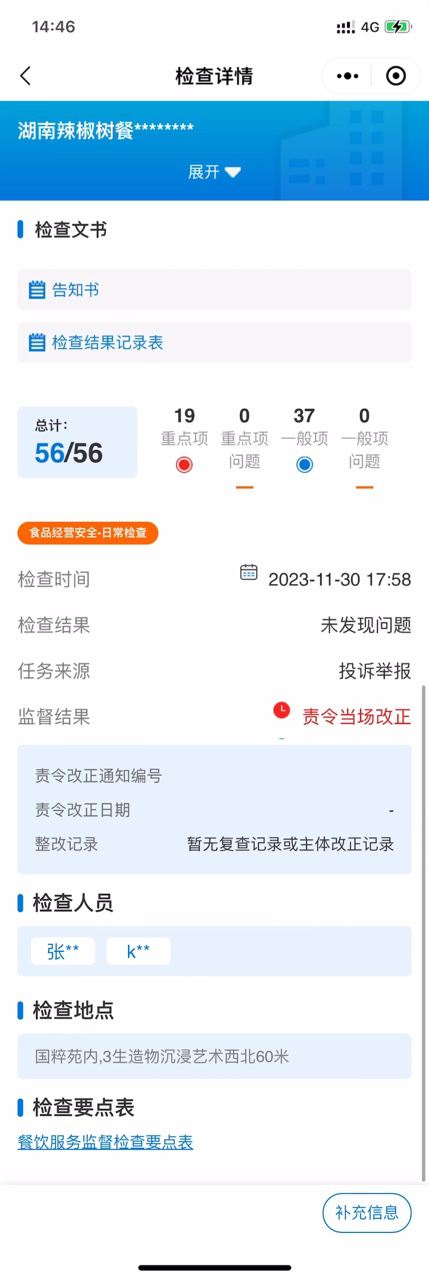 14:46
4G
检查详情
湖南辣椒树餐********
展开
检查文书
告知书
检查结果记录表
总计:
56/56
19
重点项
0
重点项
问题
37
一般项
0
一般项
问题
食品经营安全-日常检查
检查时间
2023-11-30 17:58
检查结果
未发现问题
任务来源
投诉举报
监督结果
责令当场改正
责令改正通知编号
责令改正日期
-
整改记录
暂无复查记录或主体改正记录
检查人员
张** k**
检查地点
国粹苑内,3生造物沉浸艺术西北60米
检查要点表
餐饮服务监督检查要点表
补充信息